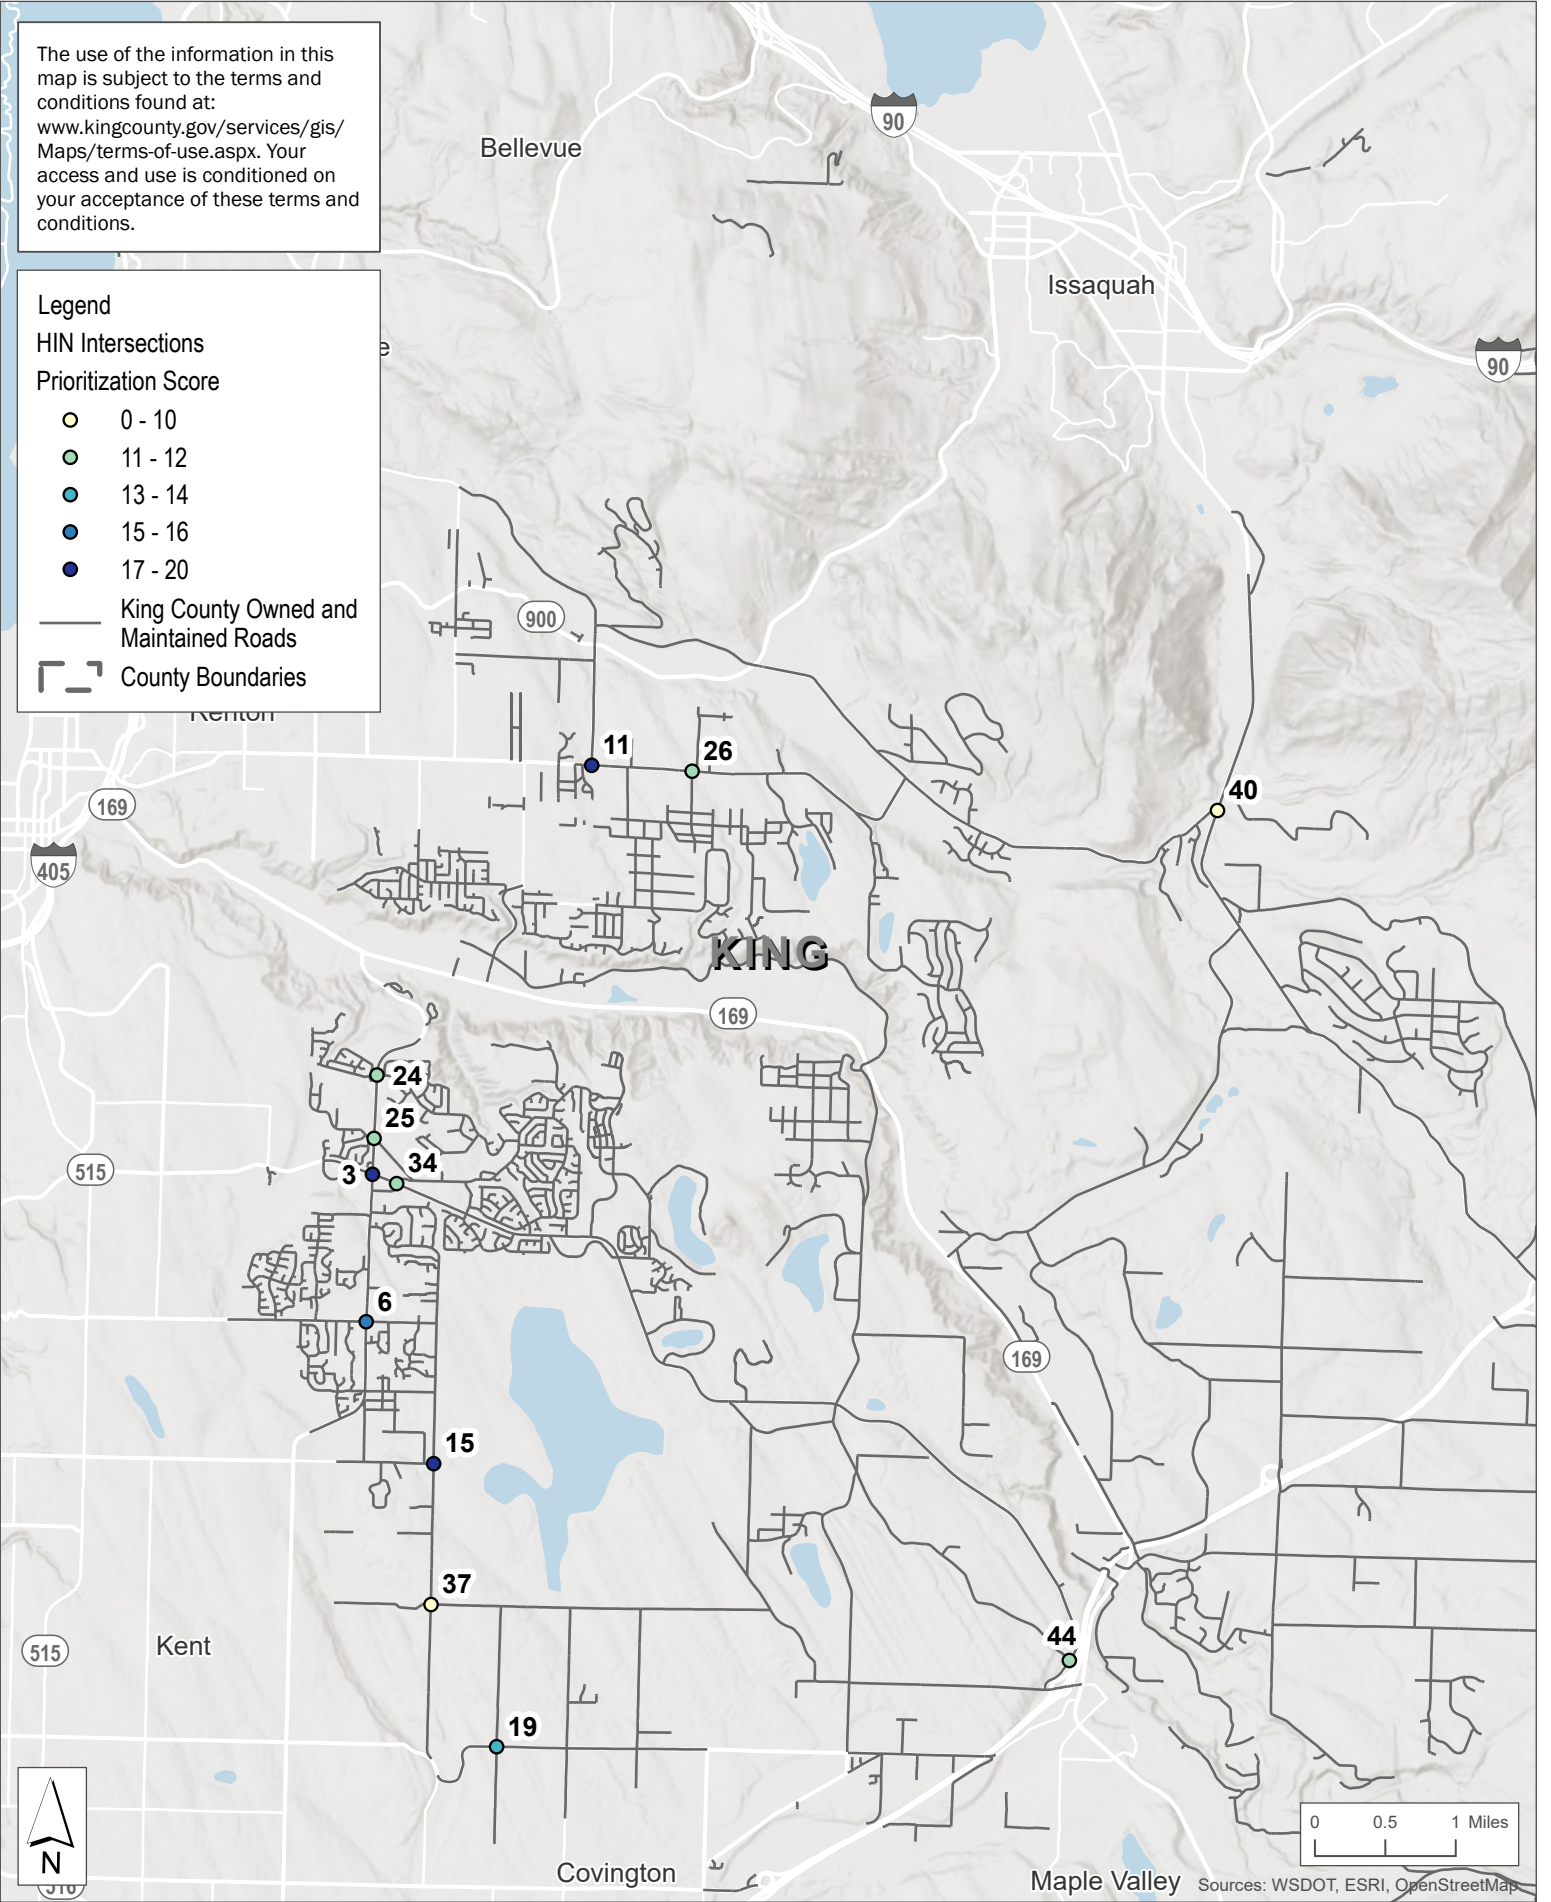 The use of the information in this
map is subject to the terms and
conditions found at:
www.kingcounty.gov/services/gis/
Maps/terms-of-use.aspx. Your
access and use is conditioned on
your acceptance of these terms and
conditions.
90
Bellevue
Issaquah
90
Legend
HIN Intersections
Prioritization Score
0 - 10
11 - 12
13 - 14
15 - 16
17 - 20
King County Owned and
Maintained Roads
County Boundaries
e
900
Renton
11
26
40
169
405
KING
169
24
25
34
3
515
6
169
15
37
Kent
515
44
19
N
516
Covington
Maple Valley
0 0.5 1 Miles
Sources: WSDOT, ESRI, OpenStreetMap